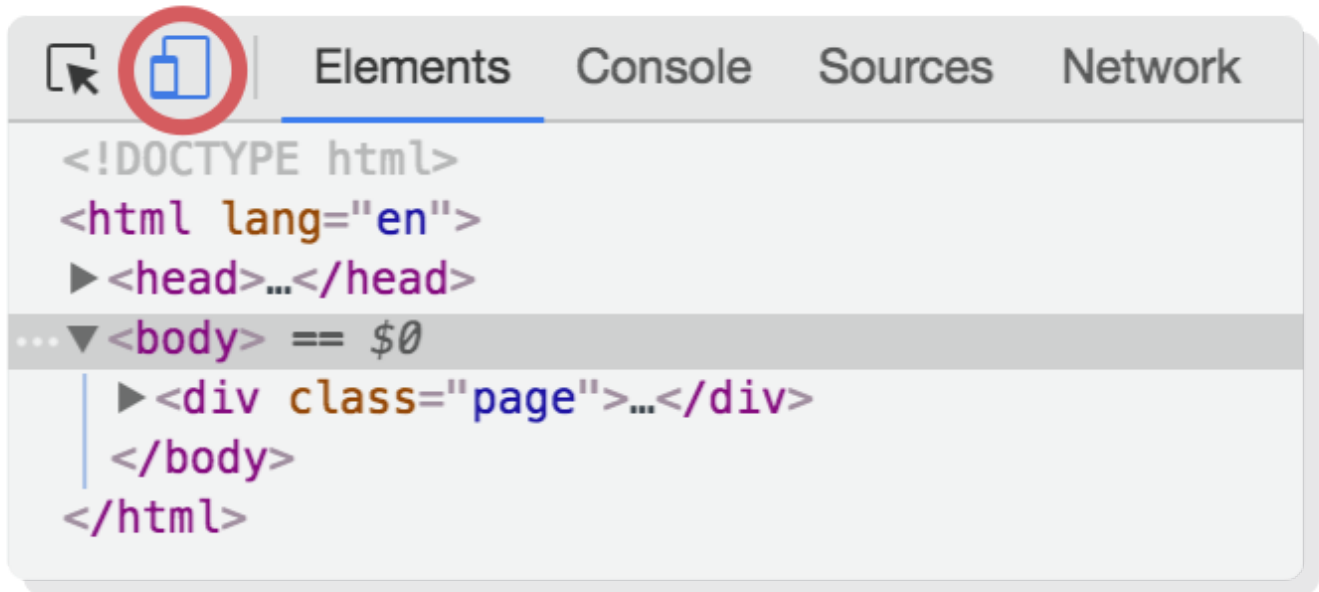 Elements Console Sources Network
<!DOCTYPE html>
<html lang="en">
▶<head>…</head>
…▼<body> == $0
▶<div class="page">…</div>
</body>
</html>